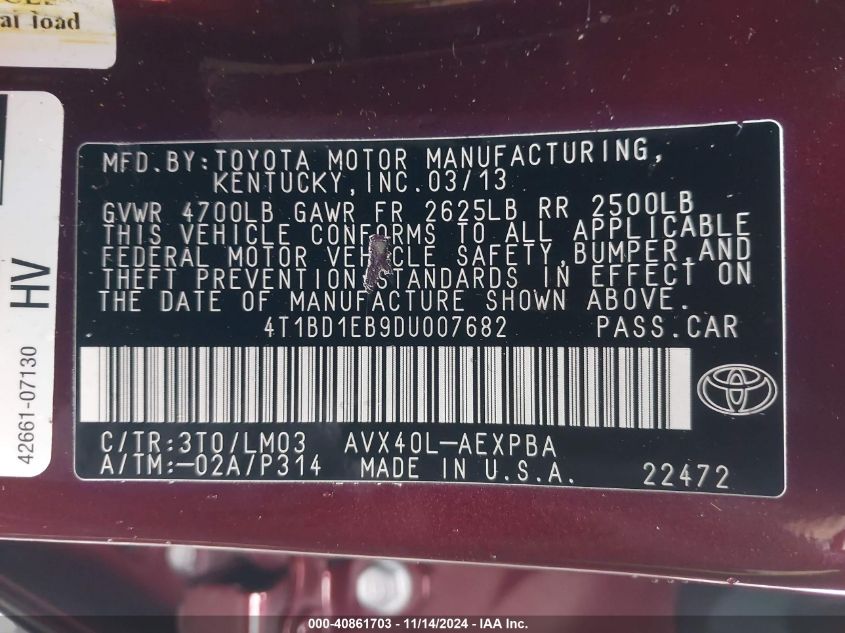 al load
HV
42661-07130
MFD.BY:TOYOTA MOTOR MANUFACTURING,
KENTUCKY,INC.03/13
GVWR 4700LB GAWR FR 2625LB RR 2500LB
THIS VEHICLE CONFORMS TO ALL APPLICABLE
FEDERAL MOTOR VEHICLE SAFETY,BUMPER,AND
THEFT PREVENTION STANDARDS IN EFFECT ON
THE DATE OF MANUFACTURE SHOWN ABOVE.
4T1BD1EB9DU007682 PASS.CAR
C/TR:3T0/LM03 AVX40L-AEXPBA
A/TM:-02A/P314 MADE IN U.S.A. 22472
000-40861703 - 11/14/2024 - IAA Inc.